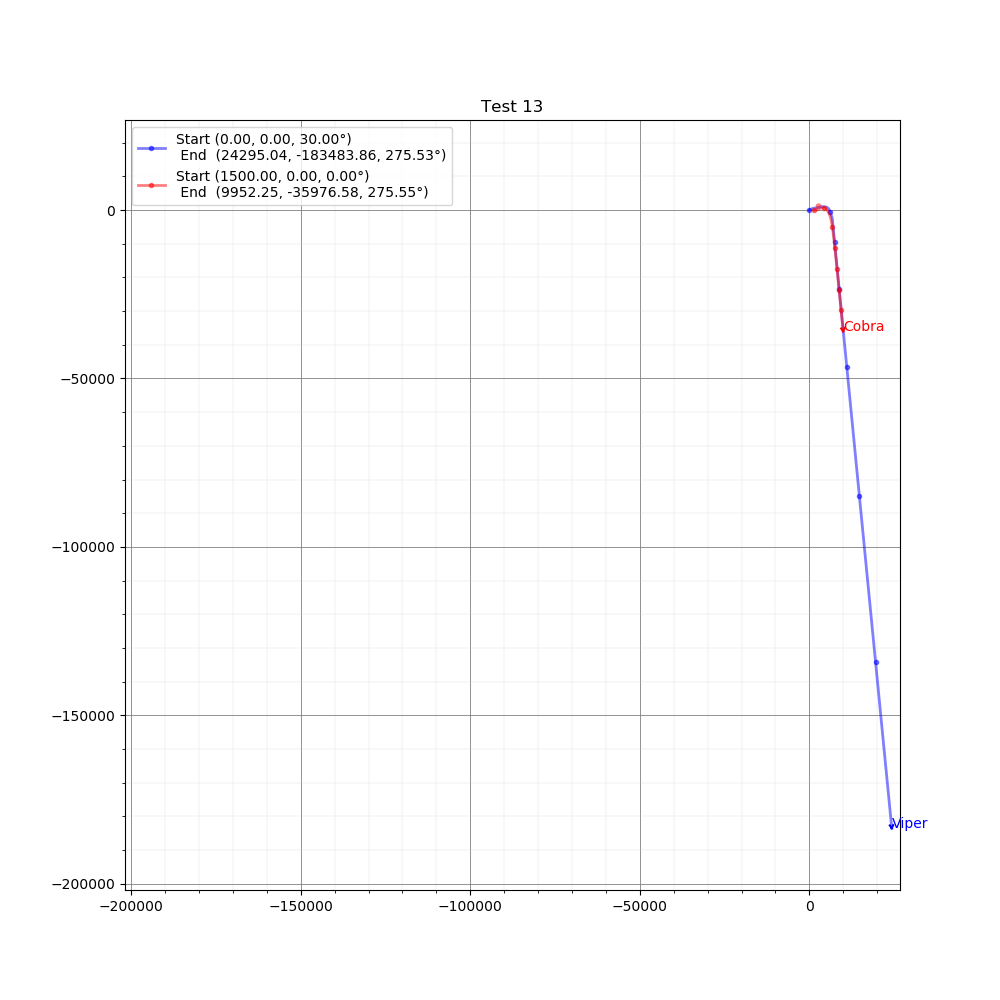 Test 13
Start (0.00, 0.00, 30.00°)
End  (24295.04, -183483.86, 275.53°)
Start (1500.00, 0.00, 0.00°)
End  (9952.25, -35976.58, 275.55°)
0
Cobra
−50000
−100000
−150000
Viper
−200000
−200000 −150000 −100000 −50000 0